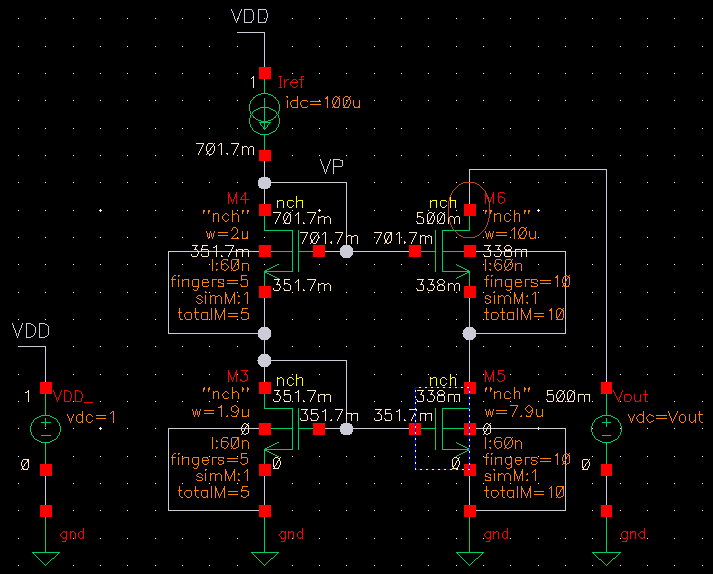 VDD
1
Iref
idc=100u
701.7m
VP
M4
nch
701.7m
"nch"
w=2u
701.7m
351.7m
l:60n
fingers=5
351.7m
simM:1
totalM=5
nch
M6
500m
"nch"
w=10u
701.7m
338m
l:60n
fingers=10
338m
simM:1
totalM=10
VDD
1
VDD_
vdc=1
0
gnd
M3
nch
351.7m
"nch"
w=1.9u
351.7m
0
l:60n
fingers=5
0
simM:1
totalM=5
gnd
nch
M5
338m
"nch"
w=7.9u
351.7m
0
l:60n
fingers=10
0
simM:1
totalM=10
gnd
500m
Vout
vdc=Vout
0
gnd